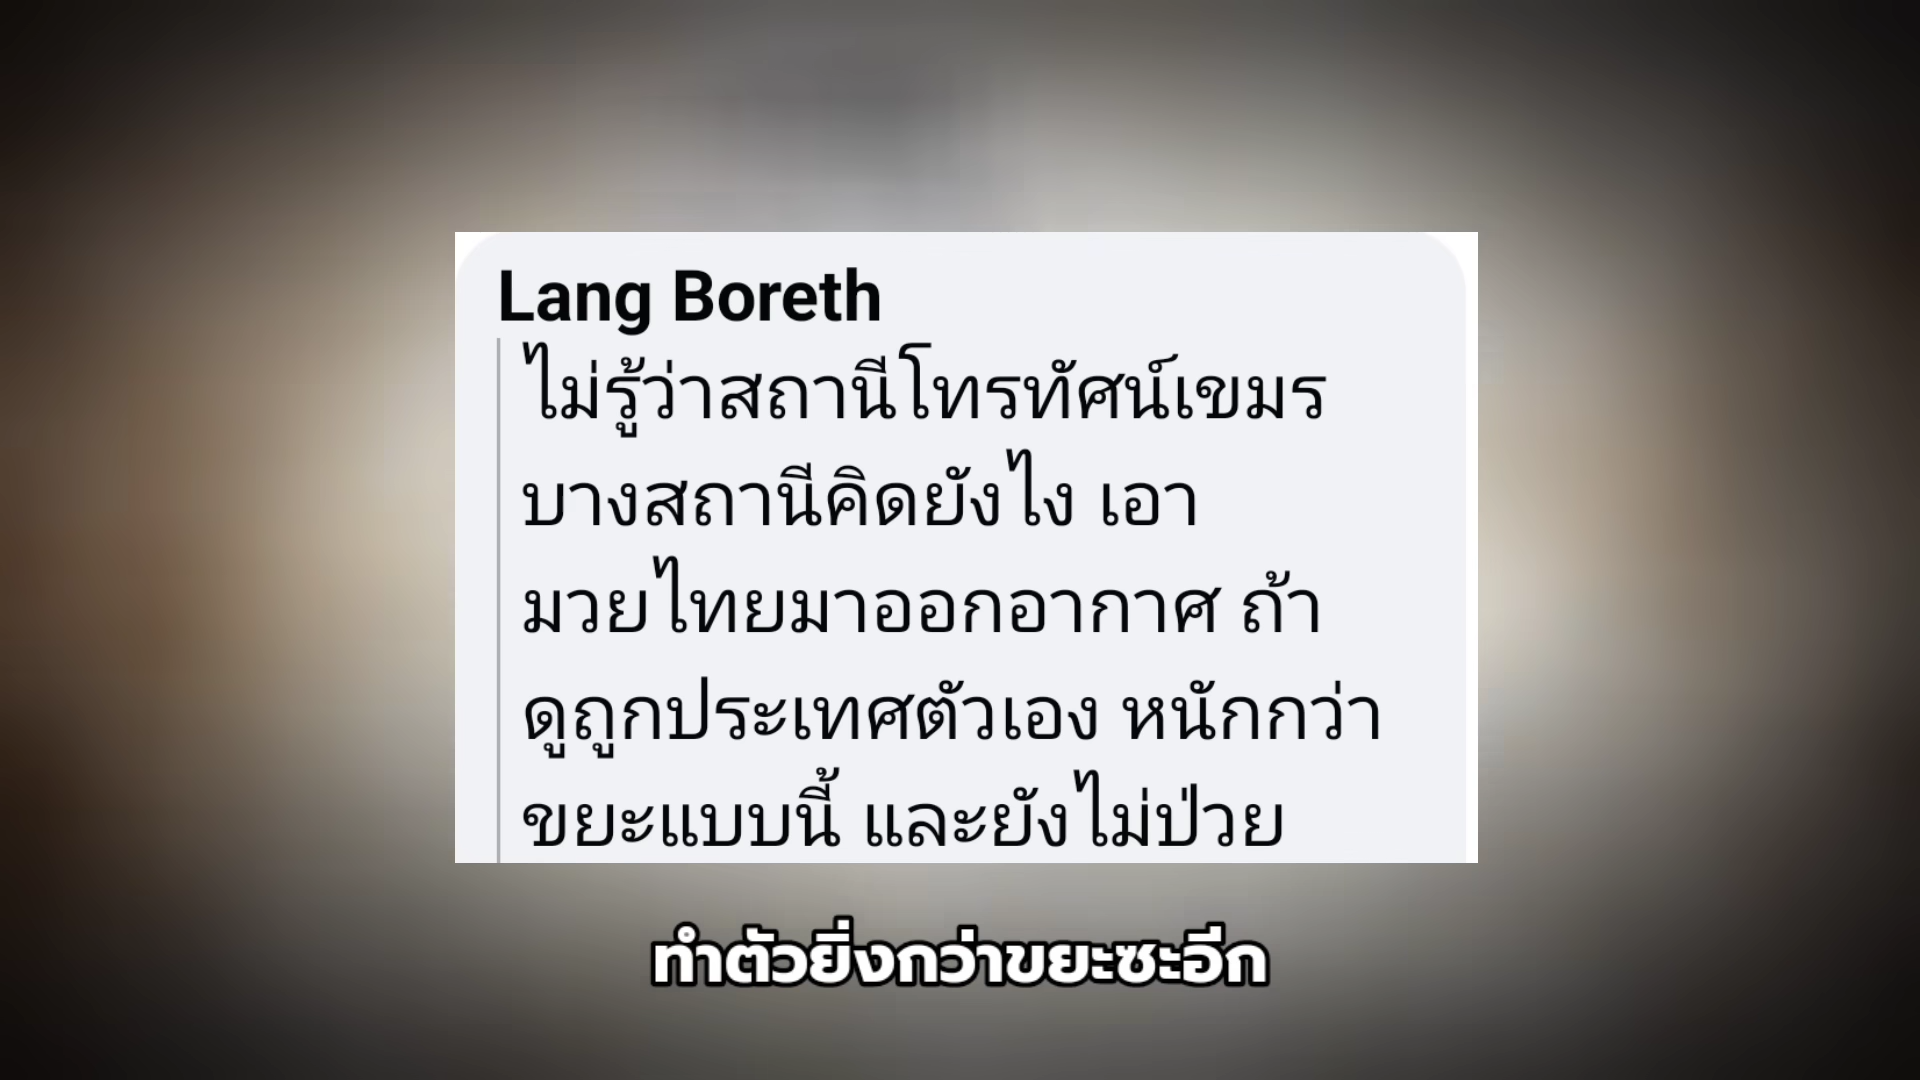 Lang Boreth
ไม่รู้ว่าสถานีโทรทัศน์เขมร
บางสถานีคิดยังไง เอา
มวยไทยมาออกอากาศ ถ้า
ดูถูกประเทศตัวเอง หนักกว่า
ขยะแบบนี้ และยังไม่ป่วย
ทำตัวยิ่งกว่าขยะซะอีก